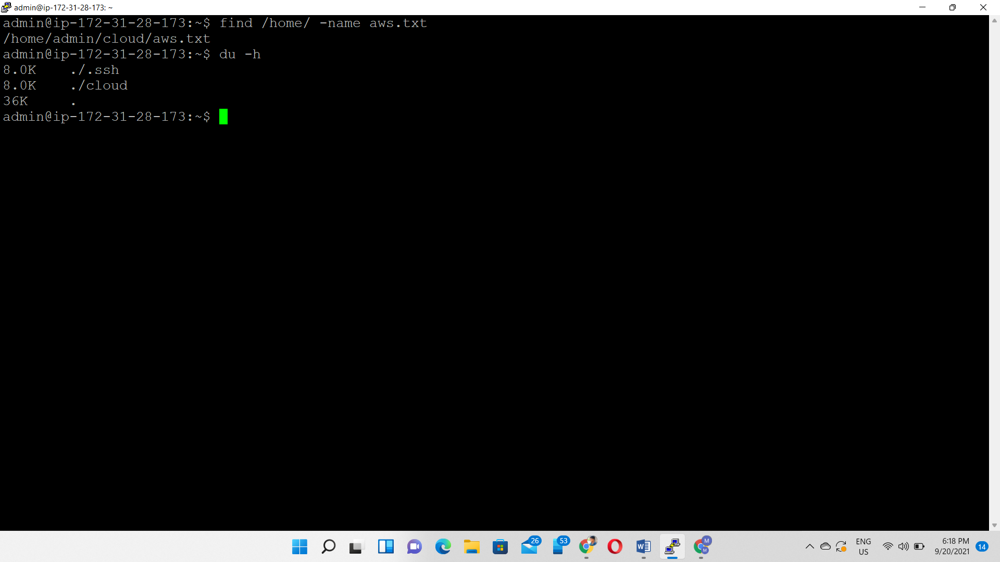 admin@ip-172-31-28-173: ~
admin@ip-172-31-28-173:~$ find /home/ -name aws.txt
/home/admin/cloud/aws.txt
admin@ip-172-31-28-173:~$ du -h
8.0K    ./.ssh
8.0K    ./cloud
36K     .
admin@ip-172-31-28-173:~$
26
53
W
M
M
ENG
US
6:18 PM
9/20/2021
14